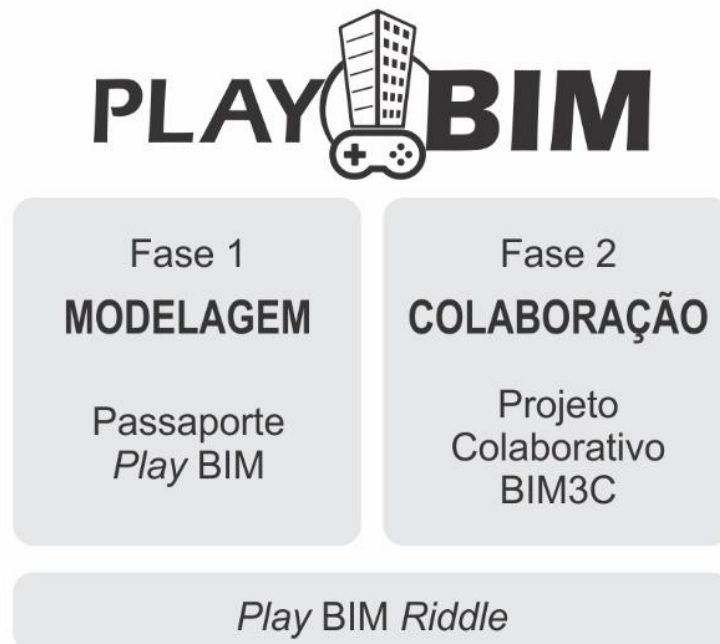 PLAY BIM
Fase 1
MODELAGEM
Passaporte
Play BIM
Fase 2
COLABORAÇÃO
Projeto
Colaborativo
BIM3C
Play BIM Riddle